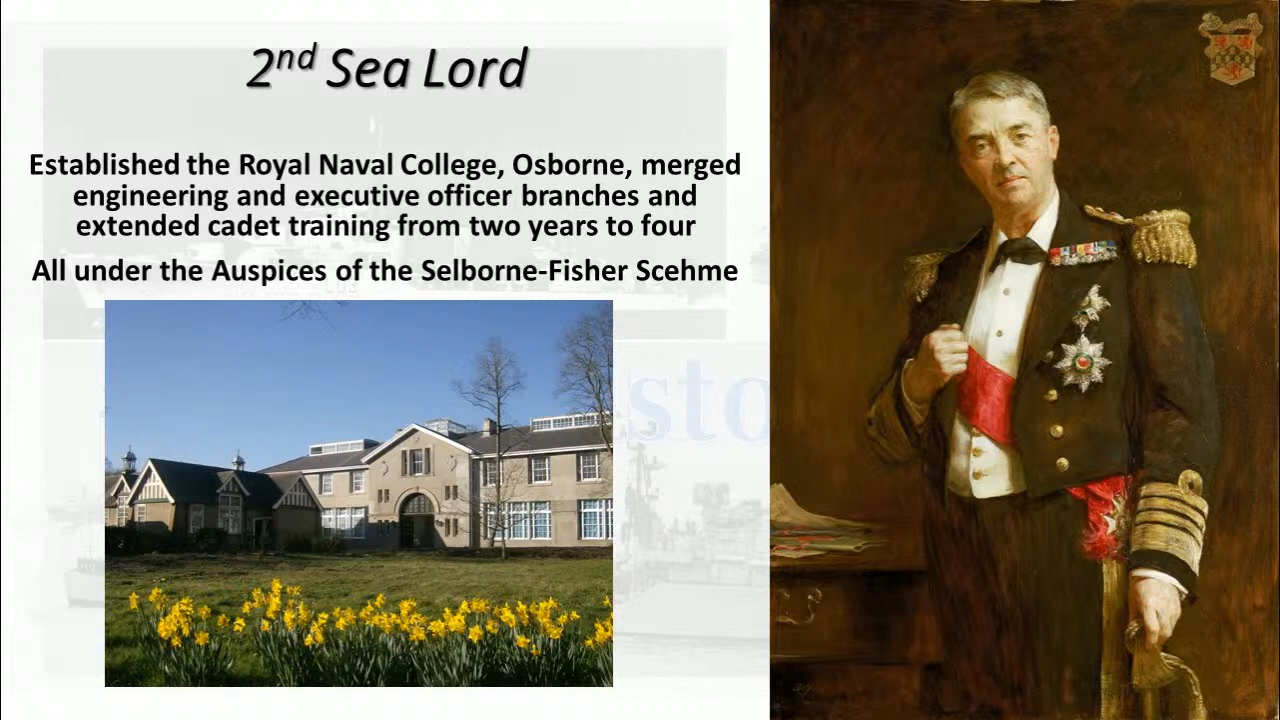 2nd Sea Lord
Established the Royal Naval College, Osborne, merged
engineering and executive officer branches and
extended cadet training from two years to four
All under the Auspices of the Selborne-Fisher Scehme
sto